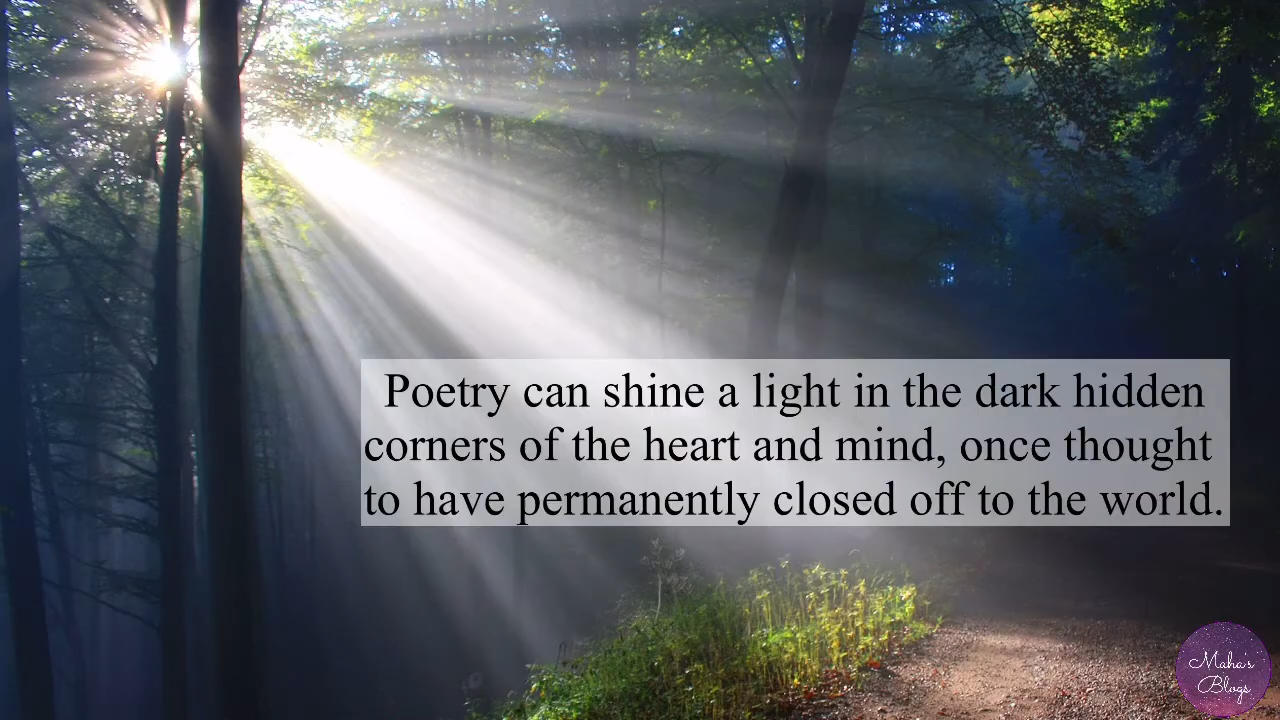 Poetry can shine a light in the dark hidden
corners of the heart and mind, once thought
to have permanently closed off to the world.
Maha's
Blogs